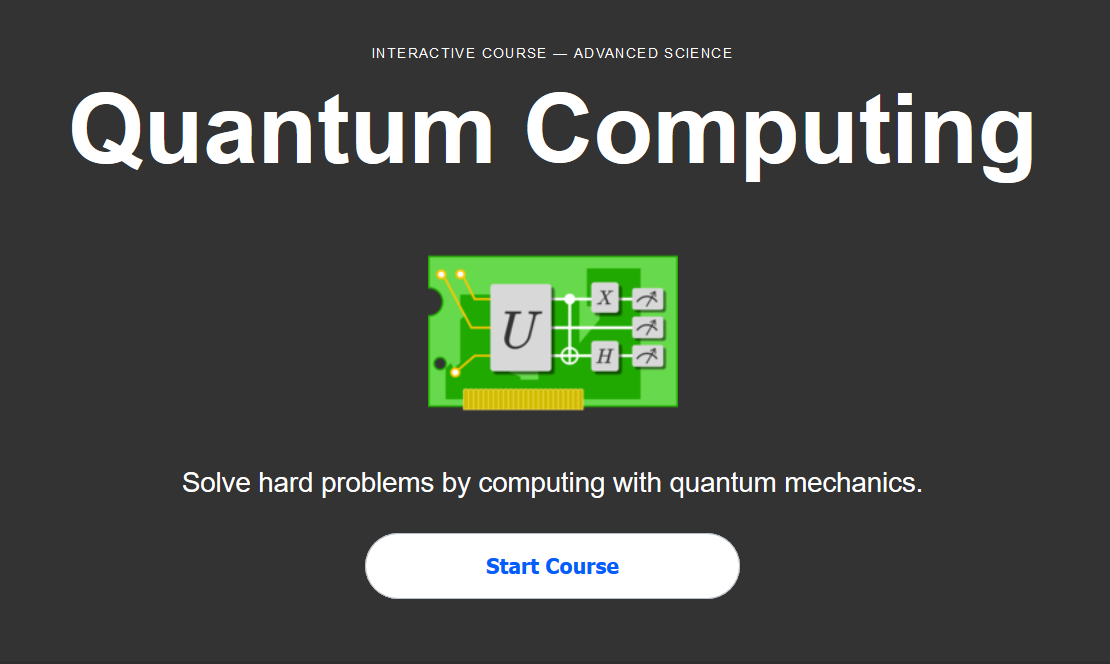 INTERACTIVE COURSE — ADVANCED SCIENCE
Quantum Computing
U
X
H
Solve hard problems by computing with quantum mechanics.
Start Course